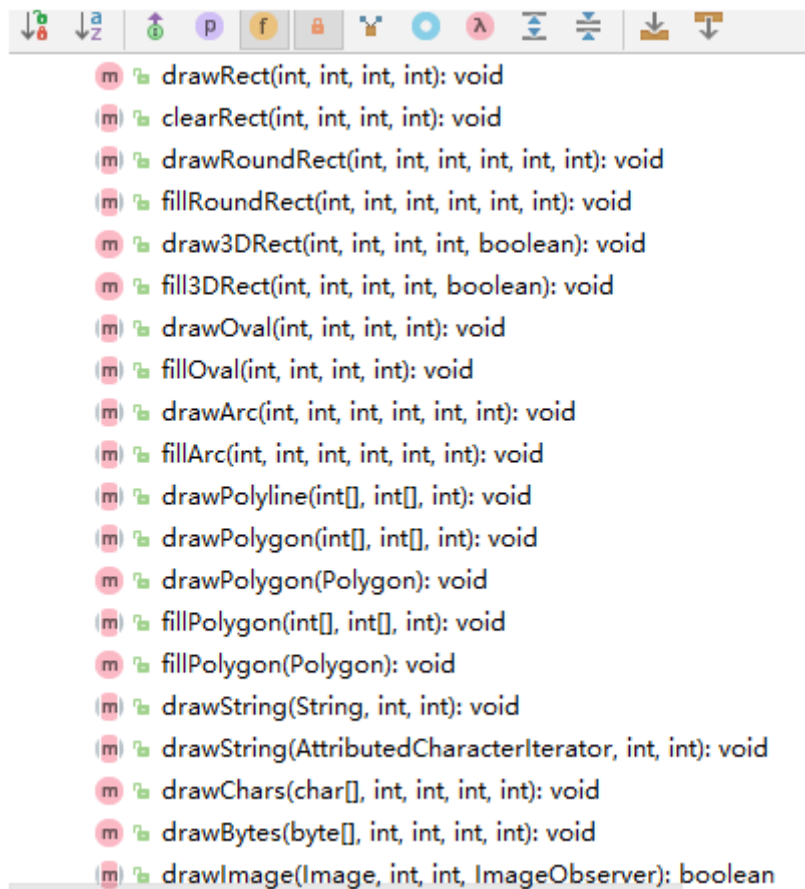 a
z
p f λ
m drawRect(int, int, int, int): void
m clearRect(int, int, int, int): void
m drawRoundRect(int, int, int, int, int, int): void
m fillRoundRect(int, int, int, int, int, int): void
m draw3DRect(int, int, int, int, boolean): void
m fill3DRect(int, int, int, int, boolean): void
m drawOval(int, int, int, int): void
m fillOval(int, int, int, int): void
m drawArc(int, int, int, int, int, int): void
m fillArc(int, int, int, int, int, int): void
m drawPolyline(int[], int[], int): void
m drawPolygon(int[], int[], int): void
m drawPolygon(Polygon): void
m fillPolygon(int[], int[], int): void
m fillPolygon(Polygon): void
m drawString(String, int, int): void
m drawString(AttributedCharacterIterator, int, int): void
m drawChars(char[], int, int, int, int): void
m drawBytes(byte[], int, int, int, int): void
m drawImage(Image, int, int, ImageObserver): boolean